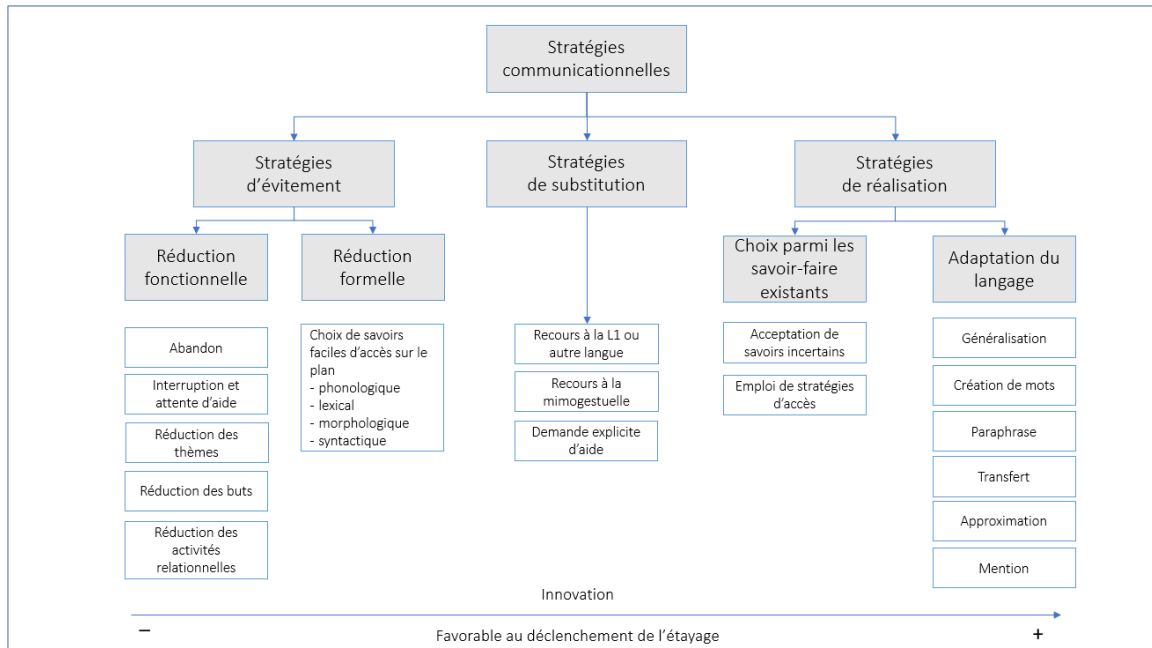 Stratégies
communicationnelles
Stratégies
d'évitement
Stratégies
de substitution
Stratégies
de réalisation
Réduction
fonctionnelle
Réduction
formelle
Choix parmi les
savoir-faire
existants
Adaptation du
langage
Abandon
Interruption et
attente d'aide
Réduction des
thèmes
Réduction des buts
Réduction des
activités
relationnelles
Choix de savoirs
faciles d'accès sur le
plan
- phonologique
- lexical
- morphologique
- syntactique
Recours à la L1 ou
autre langue
Recours à la
mimogestuelle
Demande explicite
d'aide
Acceptation de
savoirs incertains
Emploi de stratégies
d'accès
Généralisation
Création de mots
Paraphrase
Transfert
Approximation
Mention
Innovation
– Favorable au déclenchement de l'étayage +